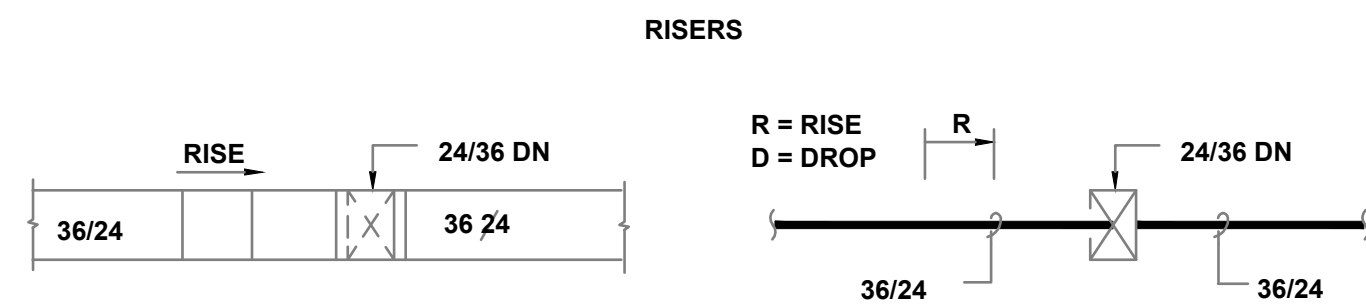 RISERS
RISE
24/36 DN
36/24
36 24
R = RISE
D = DROP
R
24/36 DN
36/24
36/24